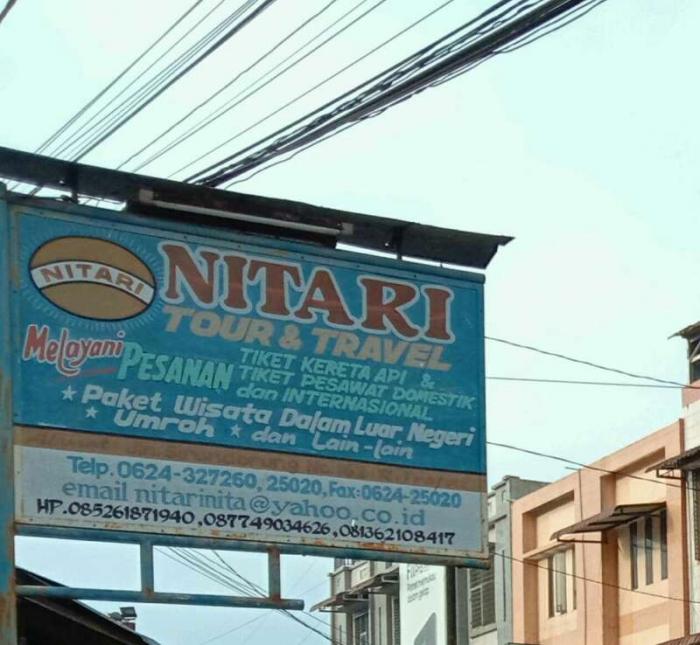 NITARI
NITARI
TOUR & TRAVEL
Melayani PESANAN TIKET KERETA API &
TIKET PESAWAT DOMESTIK
dan INTERNASIONAL
* Paket Wisata Dalam Luar Negeri
* Umroh * dan Lain-lain
Telp. 0624-327260, 25020, Fax: 0624-25020
email nitarinita@yahoo.co.id
HP. 085261871940, 087749034626, 081362108417